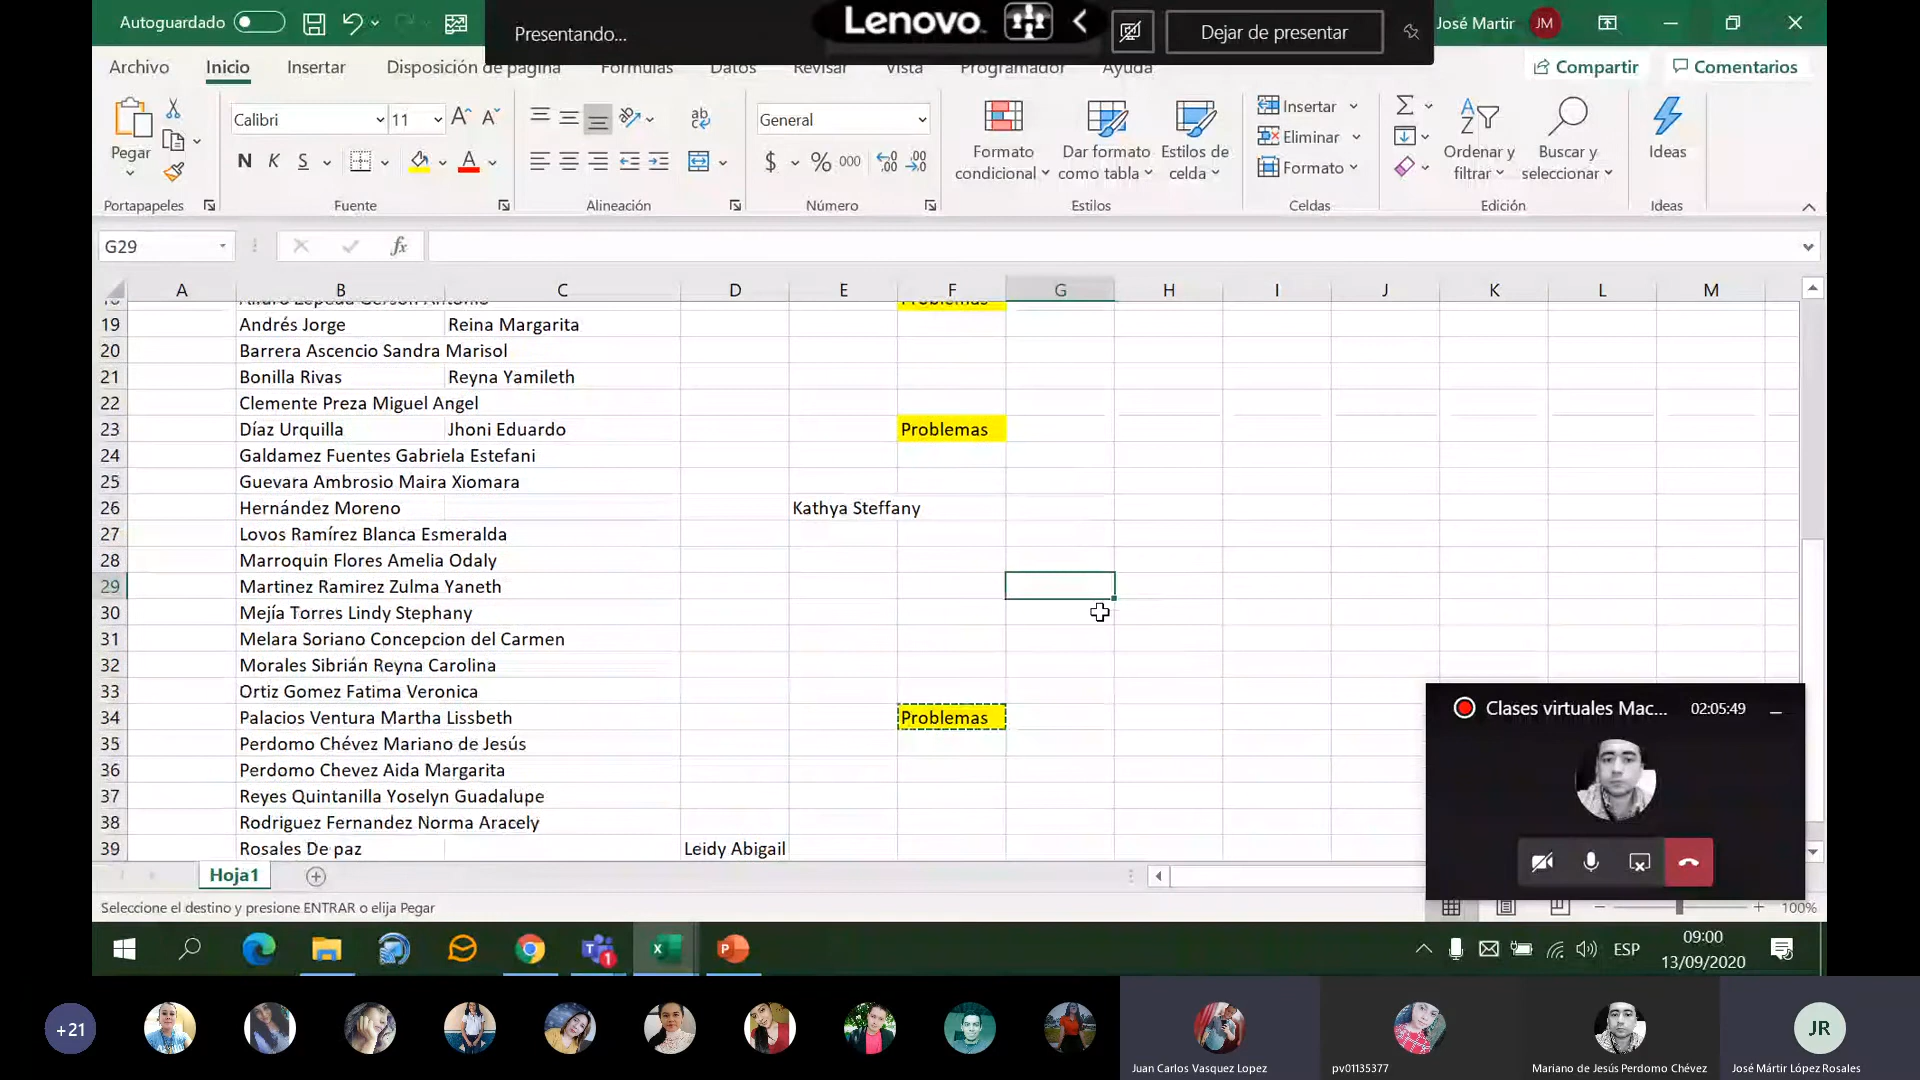 Autoguardado
Presentando...
Lenovo
Dejar de presentar
José Martir
JM
Archivo
Inicio
Insertar
Disposición de página
Fórmulas
Datos
Revisar
Vista
Programador
Ayuda
Compartir
Comentarios
Pegar
Calibri
11
N K S
General
$ % 000
Formato condicional
Dar formato como tabla
Estilos de celda
Insertar
Eliminar
Formato
Ordenar y filtrar
Buscar y seleccionar
Ideas
Portapapeles
Fuente
Alineación
Número
Estilos
Celdas
Edición
Ideas
G29
fx
A B C D E F G H I J K L M
19 Andrés Jorge Reina Margarita
20 Barrera Ascencio Sandra Marisol
21 Bonilla Rivas Reyna Yamileth
22 Clemente Preza Miguel Angel
23 Díaz Urquilla Jhoni Eduardo Problemas
24 Galdamez Fuentes Gabriela Estefani
25 Guevara Ambrosio Maira Xiomara
26 Hernández Moreno Kathya Steffany
27 Lovos Ramírez Blanca Esmeralda
28 Marroquin Flores Amelia Odaly
29 Martinez Ramirez Zulma Yaneth
30 Mejía Torres Lindy Stephany
31 Melara Soriano Concepcion del Carmen
32 Morales Sibrián Reyna Carolina
33 Ortiz Gomez Fatima Veronica
34 Palacios Ventura Martha Lissbeth Problemas
35 Perdomo Chévez Mariano de Jesús
36 Perdomo Chevez Aida Margarita
37 Reyes Quintanilla Yoselyn Guadalupe
38 Rodriguez Fernandez Norma Aracely
39 Rosales De paz Leidy Abigail
Clases virtuales Mac... 02:05:49
Hoja1
Seleccione el destino y presione ENTRAR o elija Pegar
100%
1
ESP
09:00
13/09/2020
+21
JR
Juan Carlos Vasquez Lopez
pv01135377
Mariano de Jesús Perdomo Chévez
José Mártir López Rosales